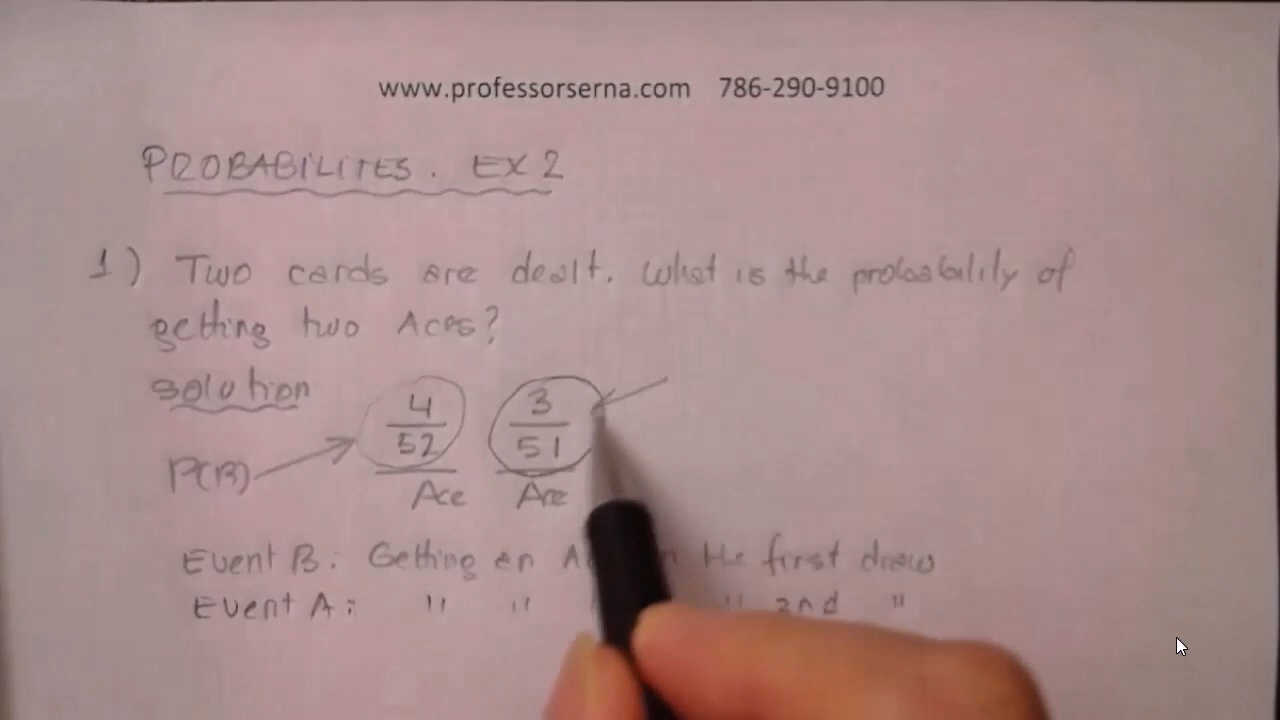 www.professorserna.com 786-290-9100
PROBABILITES. EX 2
1) Two cards are dealt. What is the probability of
getting two Aces?
Solution
4 3
52 51
P(B)
Ace Ace
Event B: Getting an the first draw
Event A: " " " 2nd "